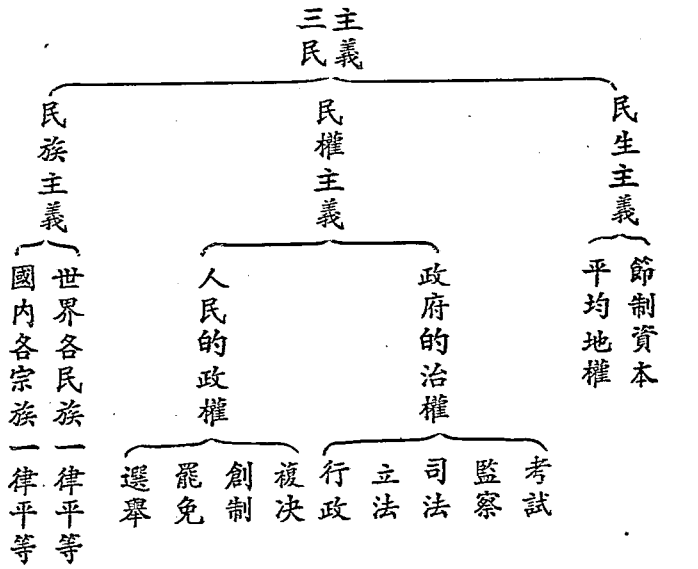 三民
主義
民族主義
民權主義
民生主義
國內各宗族一律平等
世界各民族一律平等
人民的政權
政府的治權
平均地權
節制資本
選舉
罷免
創制
複决
行政
立法
司法
監察
考試